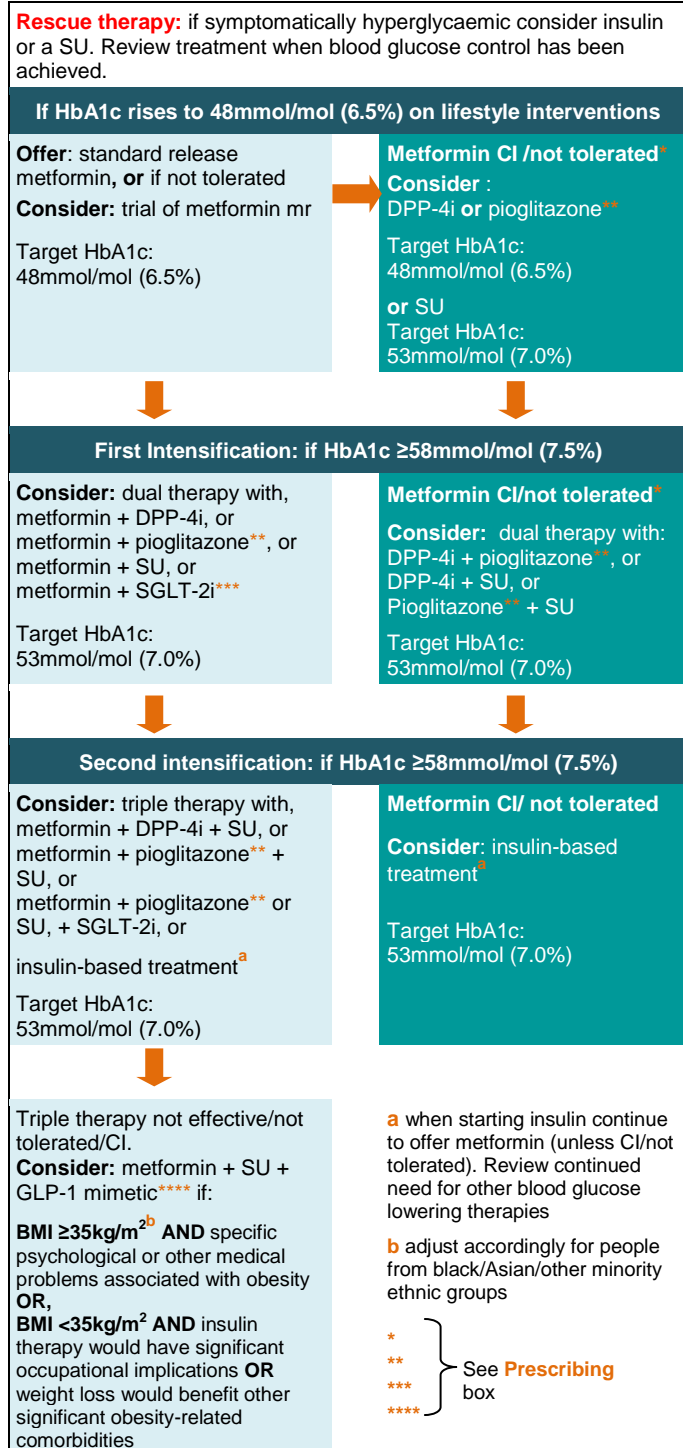 Rescue therapy: if symptomatically hyperglycaemic consider insulin
or a SU. Review treatment when blood glucose control has been
achieved.
If HbA1c rises to 48mmol/mol (6.5%) on lifestyle interventions
Offer: standard release
metformin, or if not tolerated
Consider: trial of metformin mr
Target HbA1c:
48mmol/mol (6.5%)
Metformin CI /not tolerated*
Consider :
DPP-4i or pioglitazone**
Target HbA1c:
48mmol/mol (6.5%)
or SU
Target HbA1c:
53mmol/mol (7.0%)
First Intensification: if HbA1c ≥58mmol/mol (7.5%)
Consider: dual therapy with,
metformin + DPP-4i, or
metformin + pioglitazone**, or
metformin + SU, or
metformin + SGLT-2i***
Target HbA1c:
53mmol/mol (7.0%)
Metformin CI/not tolerated*
Consider: dual therapy with:
DPP-4i + pioglitazone**, or
DPP-4i + SU, or
Pioglitazone** + SU
Target HbA1c:
53mmol/mol (7.0%)
Second intensification: if HbA1c ≥58mmol/mol (7.5%)
Consider: triple therapy with,
metformin + DPP-4i + SU, or
metformin + pioglitazone** +
SU, or
metformin + pioglitazone** or
SU, + SGLT-2i, or
insulin-based treatmentᵃ
Target HbA1c:
53mmol/mol (7.0%)
Metformin CI/ not tolerated
Consider: insulin-based
treatmentᵃ
Target HbA1c:
53mmol/mol (7.0%)
Triple therapy not effective/not
tolerated/CI.
Consider: metformin + SU +
GLP-1 mimetic**** if:
BMI ≥35kg/m²ᵇ AND specific
psychological or other medical
problems associated with obesity
OR,
BMI <35kg/m² AND insulin
therapy would have significant
occupational implications OR
weight loss would benefit other
significant obesity-related
comorbidities
a when starting insulin continue
to offer metformin (unless CI/not
tolerated). Review continued
need for other blood glucose
lowering therapies
b adjust accordingly for people
from black/Asian/other minority
ethnic groups
*
**
***
****
See Prescribing
box